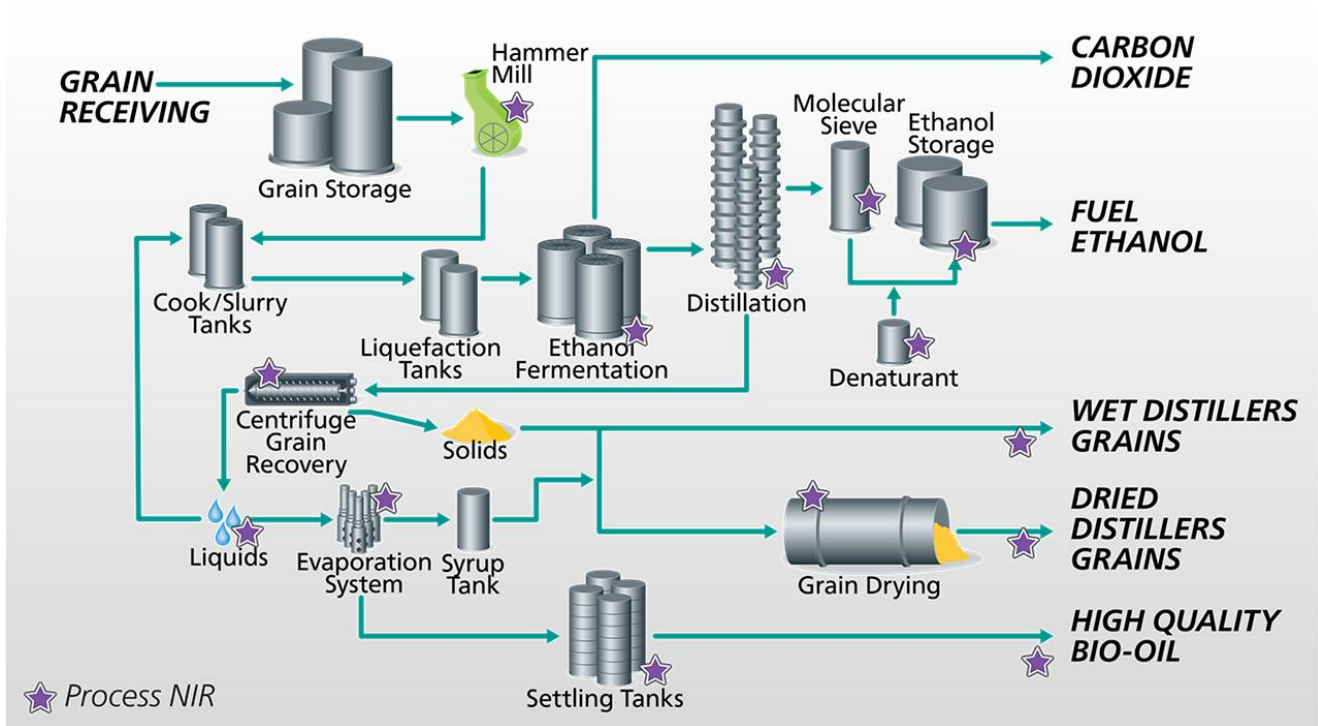 GRAIN
RECEIVING
Grain Storage
Hammer
Mill
CARBON
DIOXIDE
Molecular
Sieve
Ethanol
Storage
FUEL
ETHANOL
Cook/Slurry
Tanks
Liquefaction
Tanks
Ethanol
Fermentation
Distillation
Denaturant
Centrifuge
Grain
Recovery
Solids
WET DISTILLERS
GRAINS
Liquids
Evaporation
System
Syrup
Tank
Grain Drying
DRIED
DISTILLERS
GRAINS
Settling Tanks
HIGH QUALITY
BIO-OIL
Process NIR